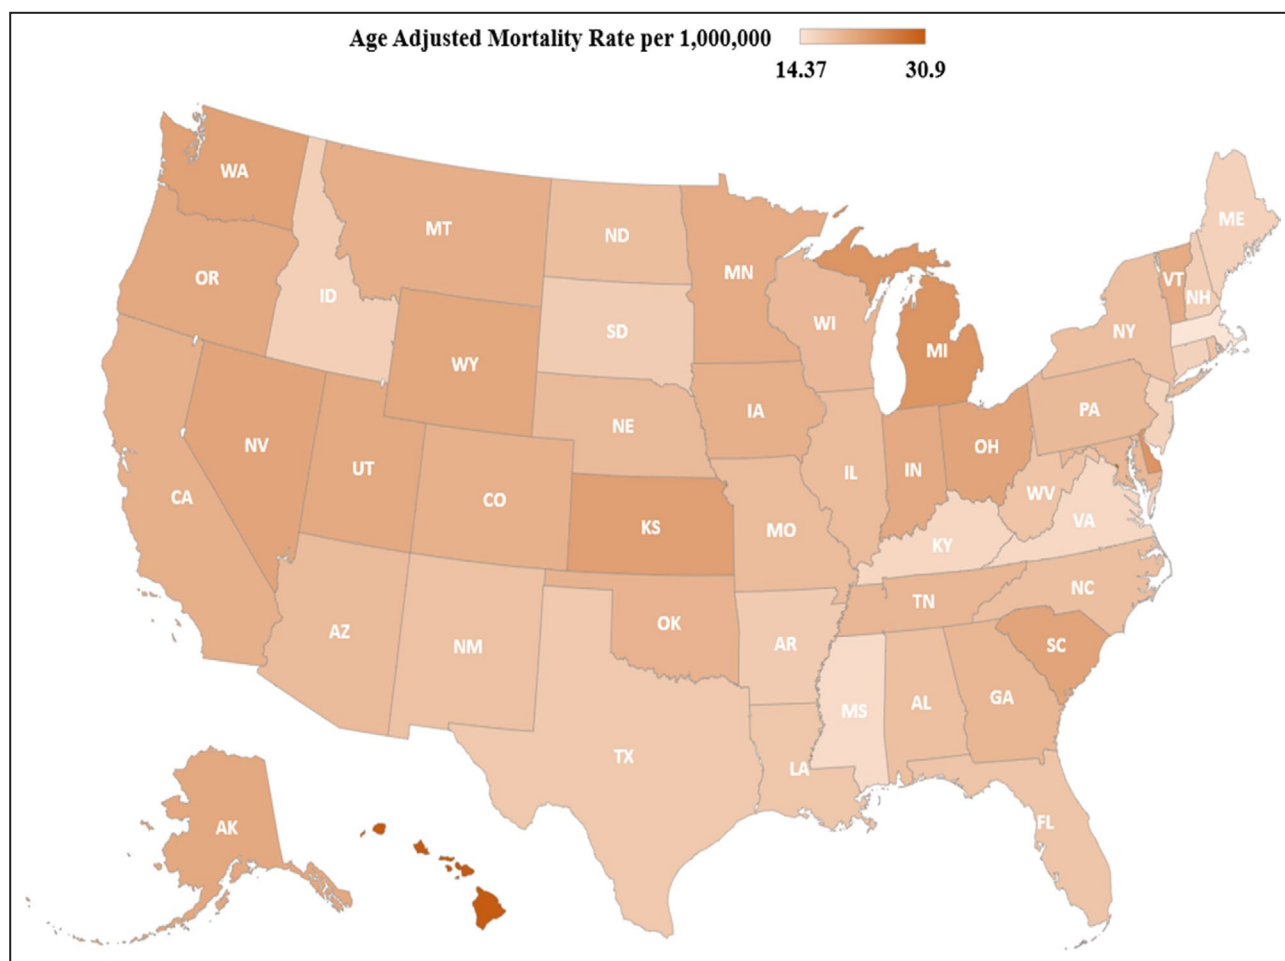 Age Adjusted Mortality Rate per 1,000,000
14.37 30.9
WA
ME
MT
ND
MN
OR
VT
ID
NH
SD
WI
NY
MI
WY
IA
PA
NE
OH
NV
UT
IN
IL
CA
CO
WV
KS
MO
VA
KY
NC
TN
OK
AZ
AR
NM
SC
GA
AL
MS
TX
LA
FL
AK